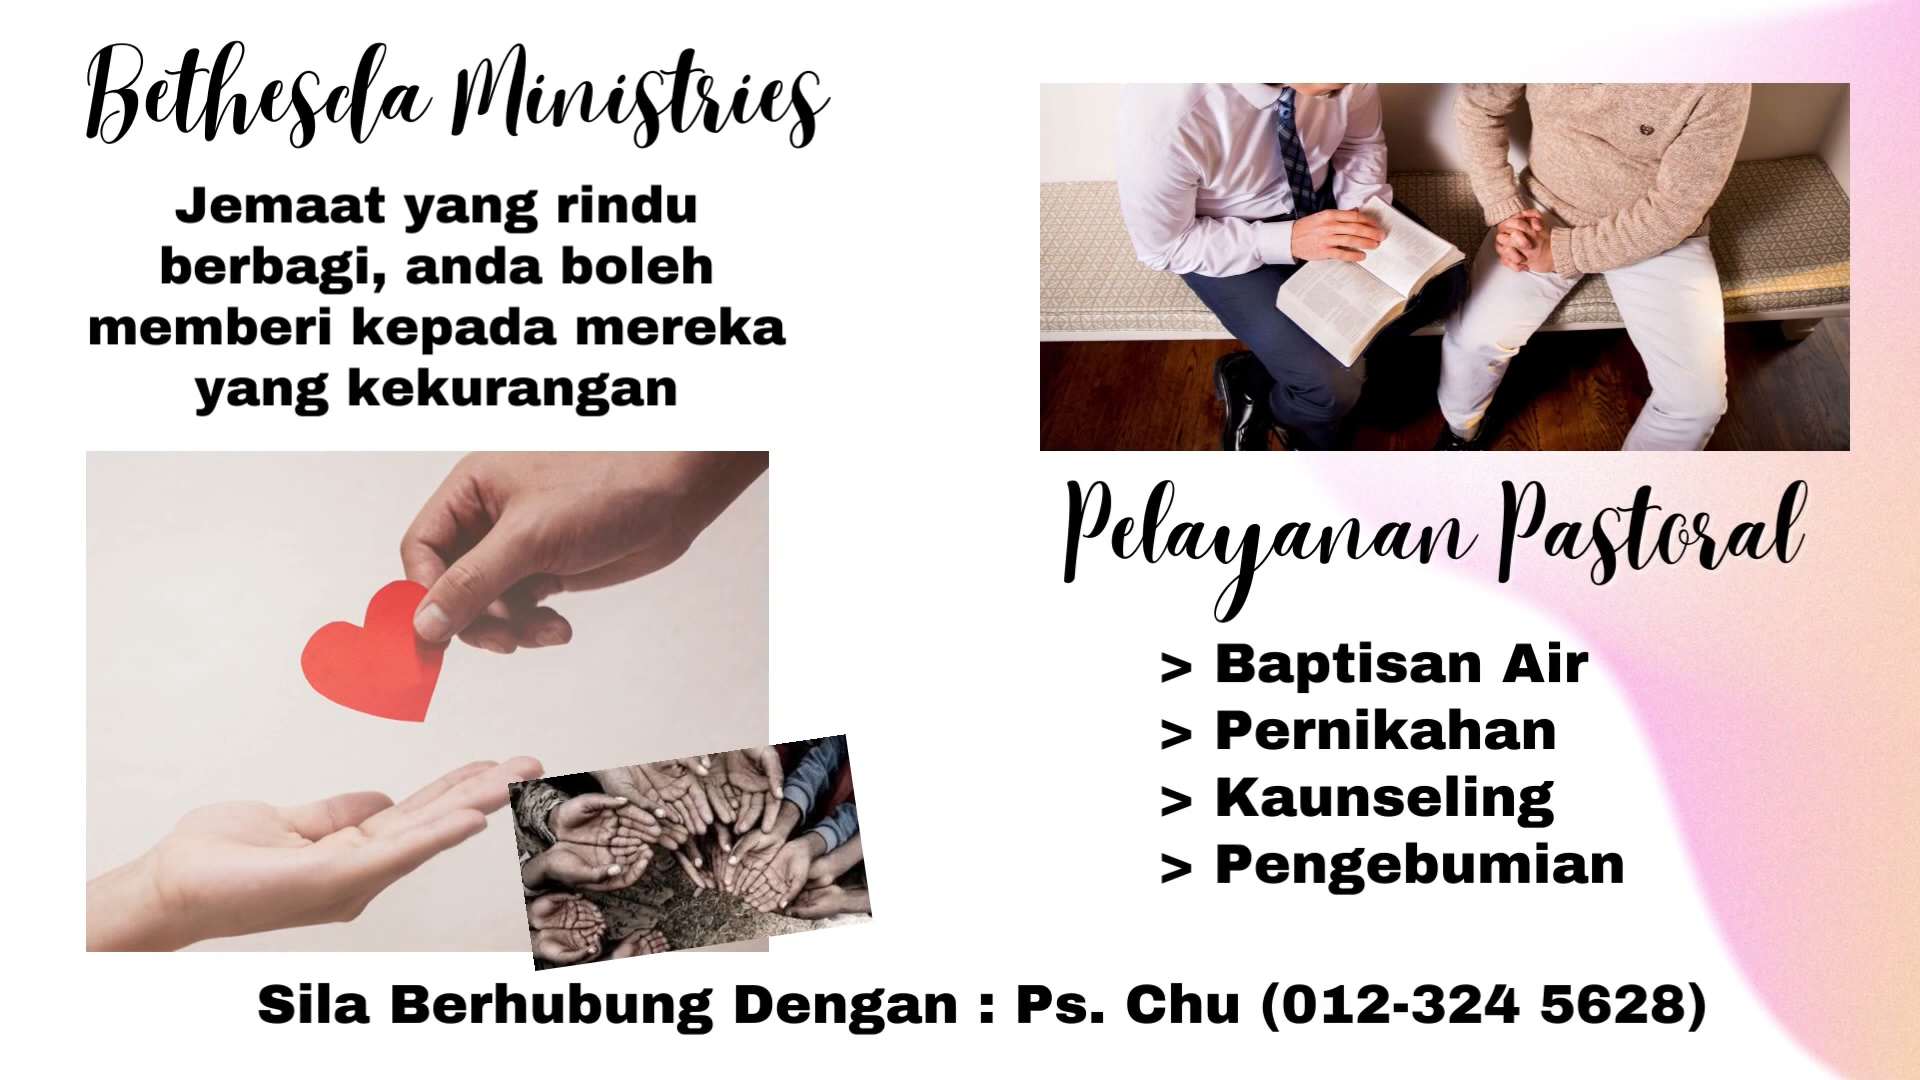 Bethesda Ministries
Jemaat yang rindu
berbagi, anda boleh
memberi kepada mereka
yang kekurangan
Pelayanan Pastoral
> Baptisan Air
> Pernikahan
> Kaunseling
> Pengebumian
Sila Berhubung Dengan : Ps. Chu (012-324 5628)